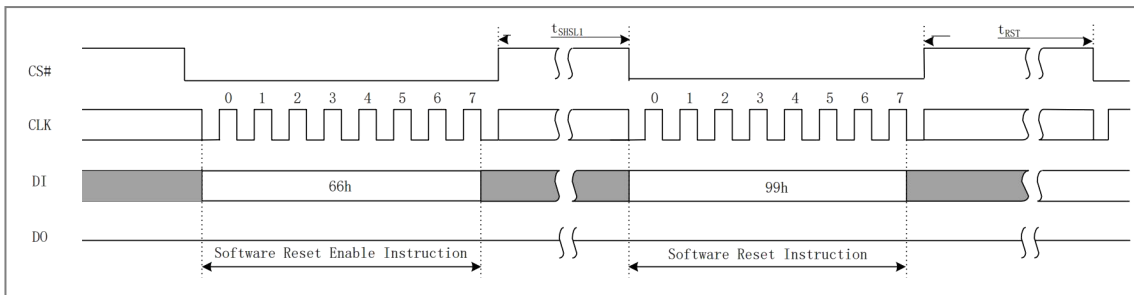 tSHSL1
tRST
CS#
0 1 2 3 4 5 6 7
0 1 2 3 4 5 6 7
CLK
DI
66h
99h
DO
Software Reset Enable Instruction
Software Reset Instruction